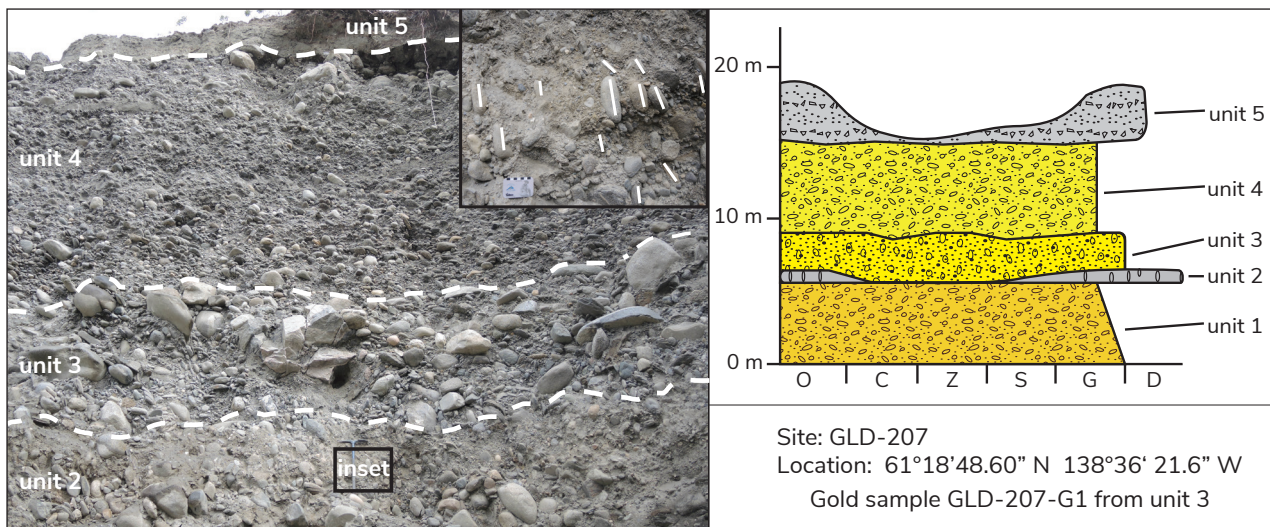 unit 5
unit 4
unit 3
unit 2
inset
20 m
10 m
0 m
O C Z S G D
unit 5
unit 4
unit 3
unit 2
unit 1
Site: GLD-207
Location: 61°18’48.60” N 138°36‘ 21.6” W
Gold sample GLD-207-G1 from unit 3